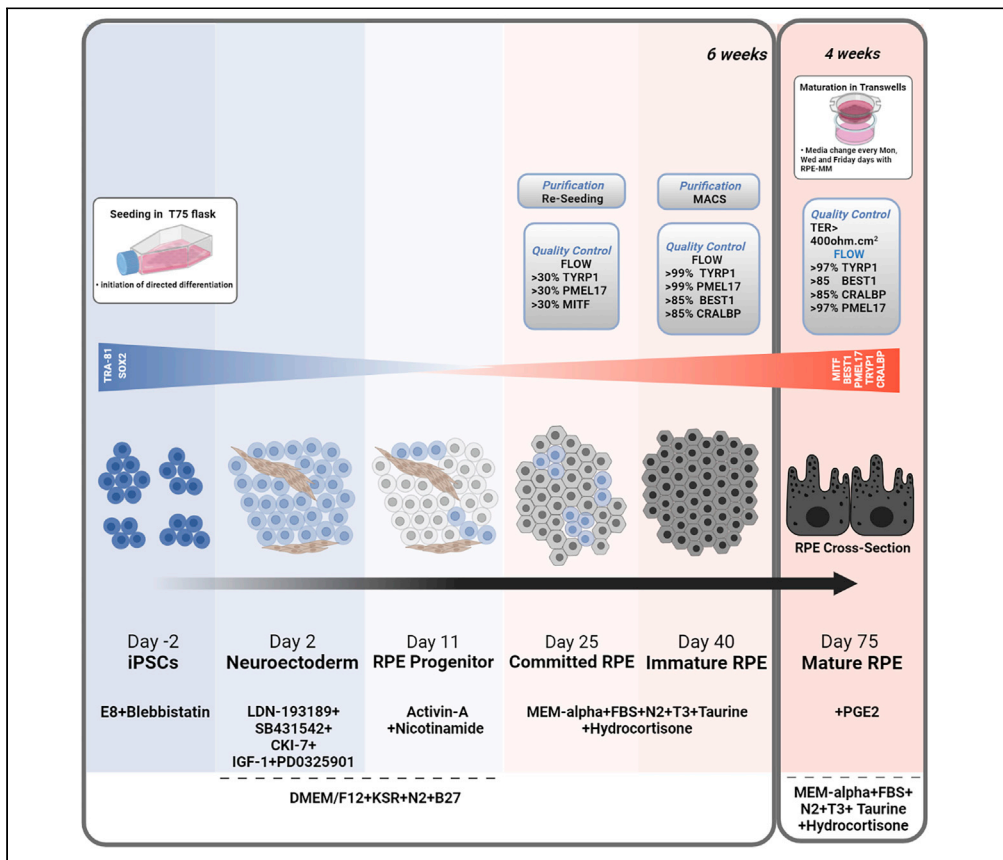 6 weeks
4 weeks
Maturation in Transwells
• Media change every Mon,
Wed and Friday days with
RPE-MM
Seeding in T75 flask
• initiation of directed differentiation
Purification
Re-Seeding
Quality Control
FLOW
>30% TYRP1
>30% PMEL17
>30% MITF
Purification
MACS
Quality Control
FLOW
>99% TYRP1
>99% PMEL17
>85% BEST1
>85% CRALBP
Quality Control
TER>
400ohm.cm²
FLOW
>97% TYRP1
>85 BEST1
>85% CRALBP
>97% PMEL17
TRA-81
SOX2
MITF
BEST1
PMEL17
TRYP1
CRALBP
RPE Cross-Section
Day -2
iPSCs
Day 2
Neuroectoderm
Day 11
RPE Progenitor
Day 25
Committed RPE
Day 40
Immature RPE
Day 75
Mature RPE
E8+Blebbistatin
LDN-193189+
SB431542+
CKI-7+
IGF-1+PD0325901
Activin-A
+Nicotinamide
MEM-alpha+FBS+N2+T3+Taurine
+Hydrocortisone
+PGE2
DMEM/F12+KSR+N2+B27
MEM-alpha+FBS+
N2+T3+ Taurine
+Hydrocortisone